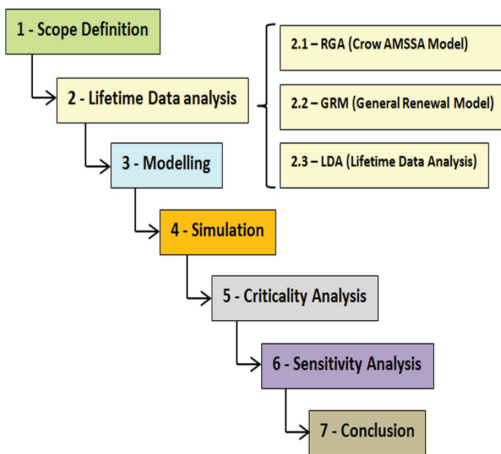 1 - Scope Definition
2 - Lifetime Data analysis
2.1 – RGA (Crow AMSSA Model)
2.2 – GRM (General Renewal Model)
2.3 – LDA (Lifetime Data Analysis)
3 - Modelling
4 - Simulation
5 - Criticality Analysis
6 - Sensitivity Analysis
7 - Conclusion